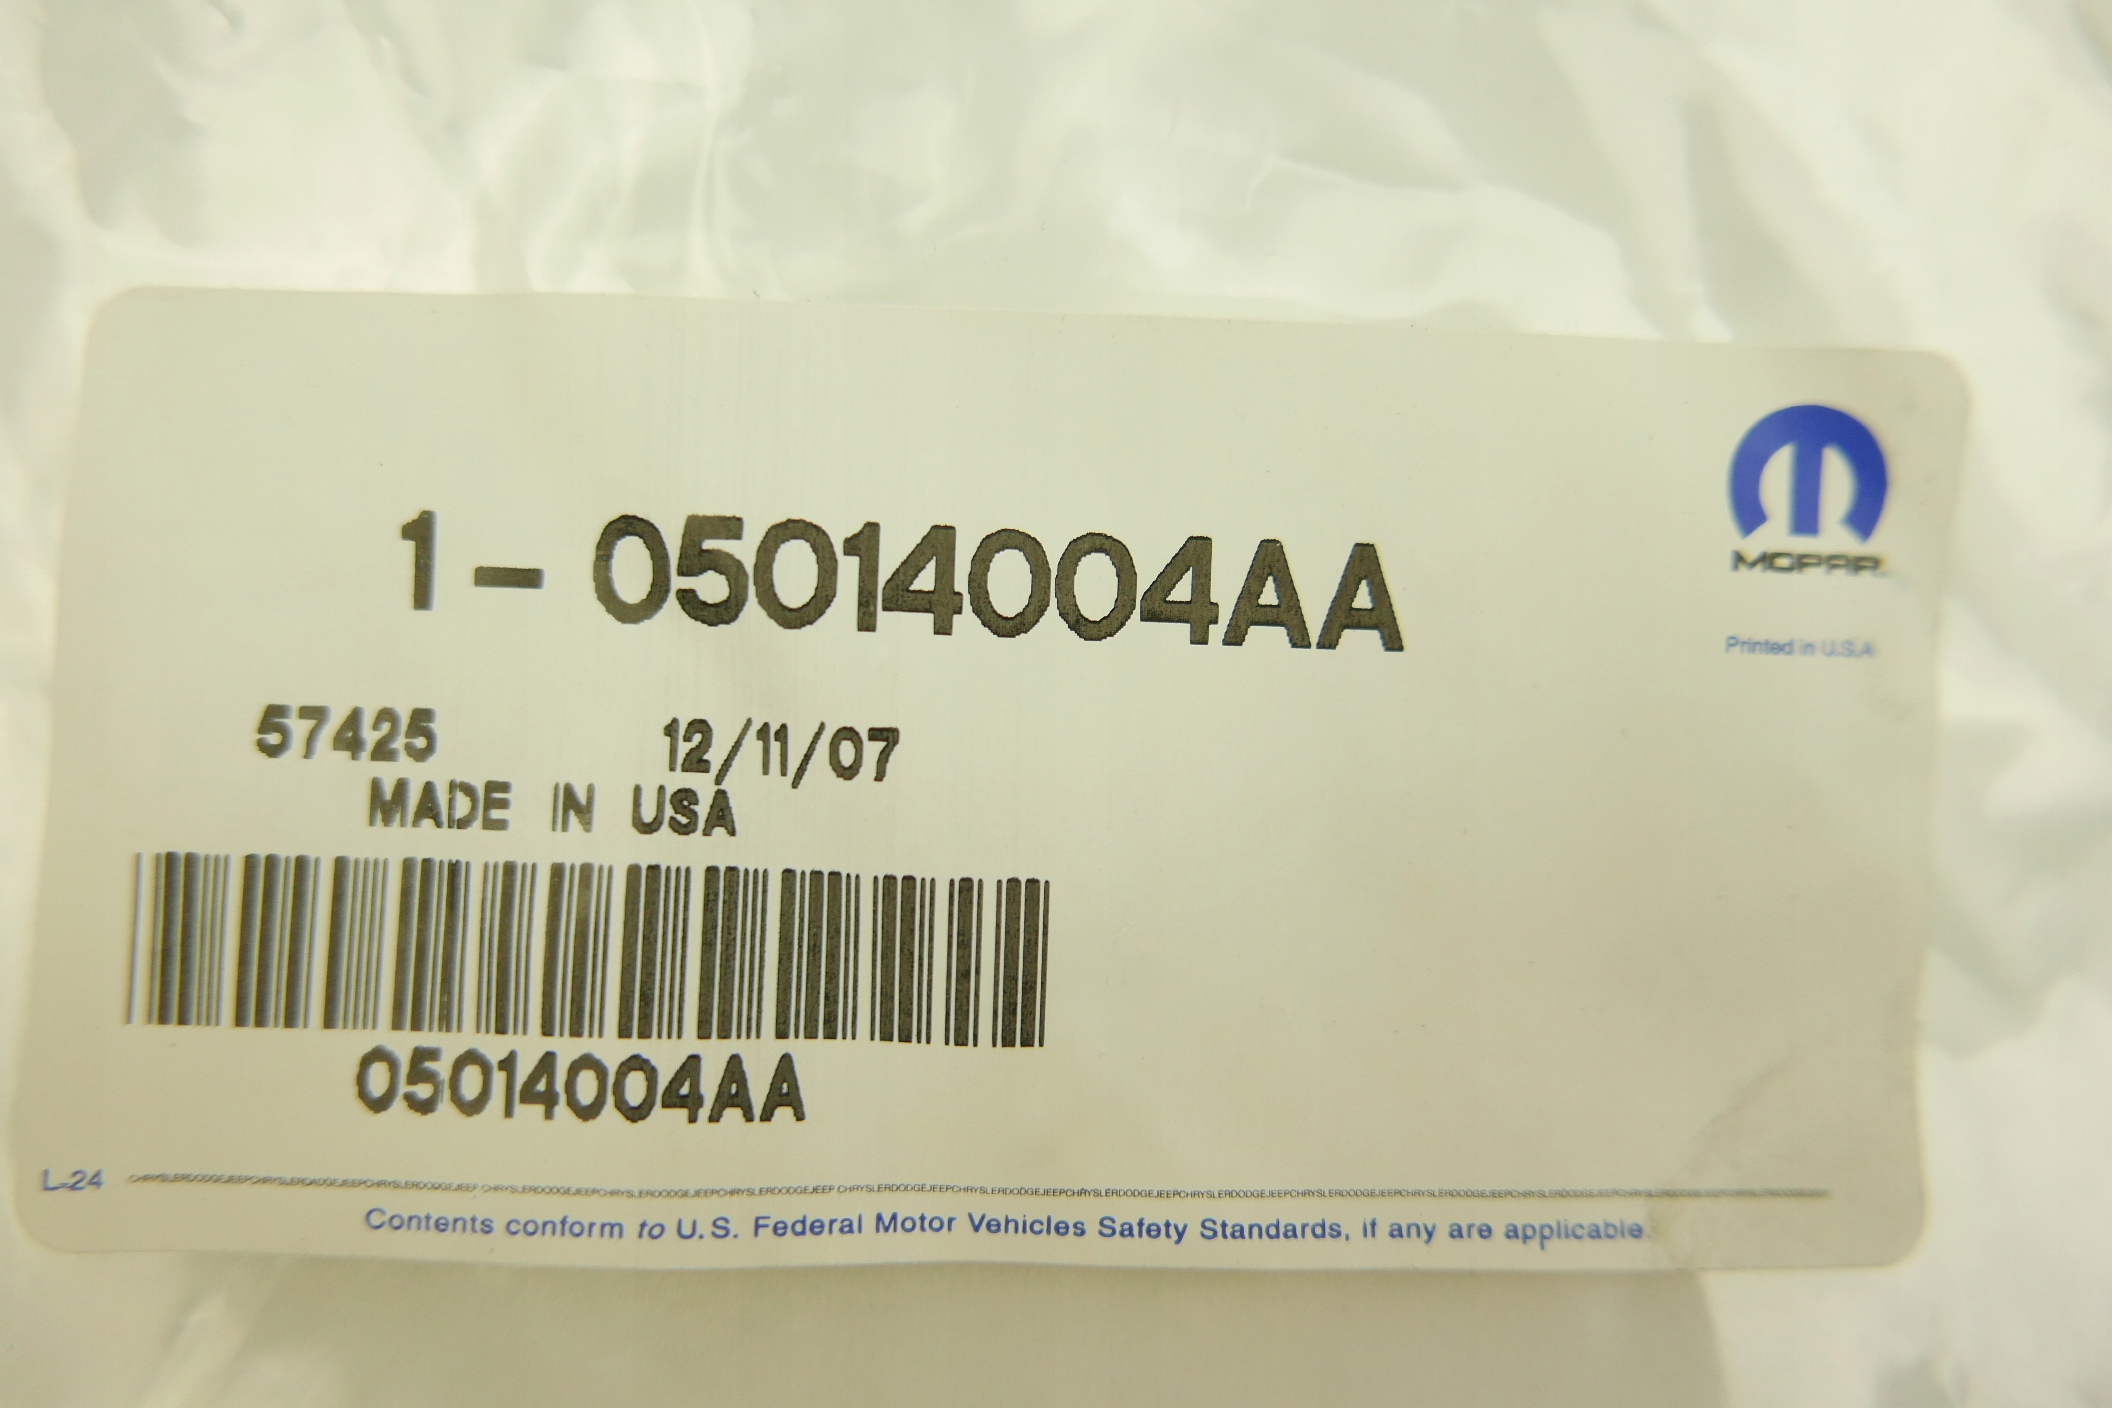 1-05014004AA
MOPAR
Printed in U.S.A
57425 12/11/07
MADE IN USA
05014004AA
L-24
Contents conform to U.S. Federal Motor Vehicles Safety Standards, if any are applicable.